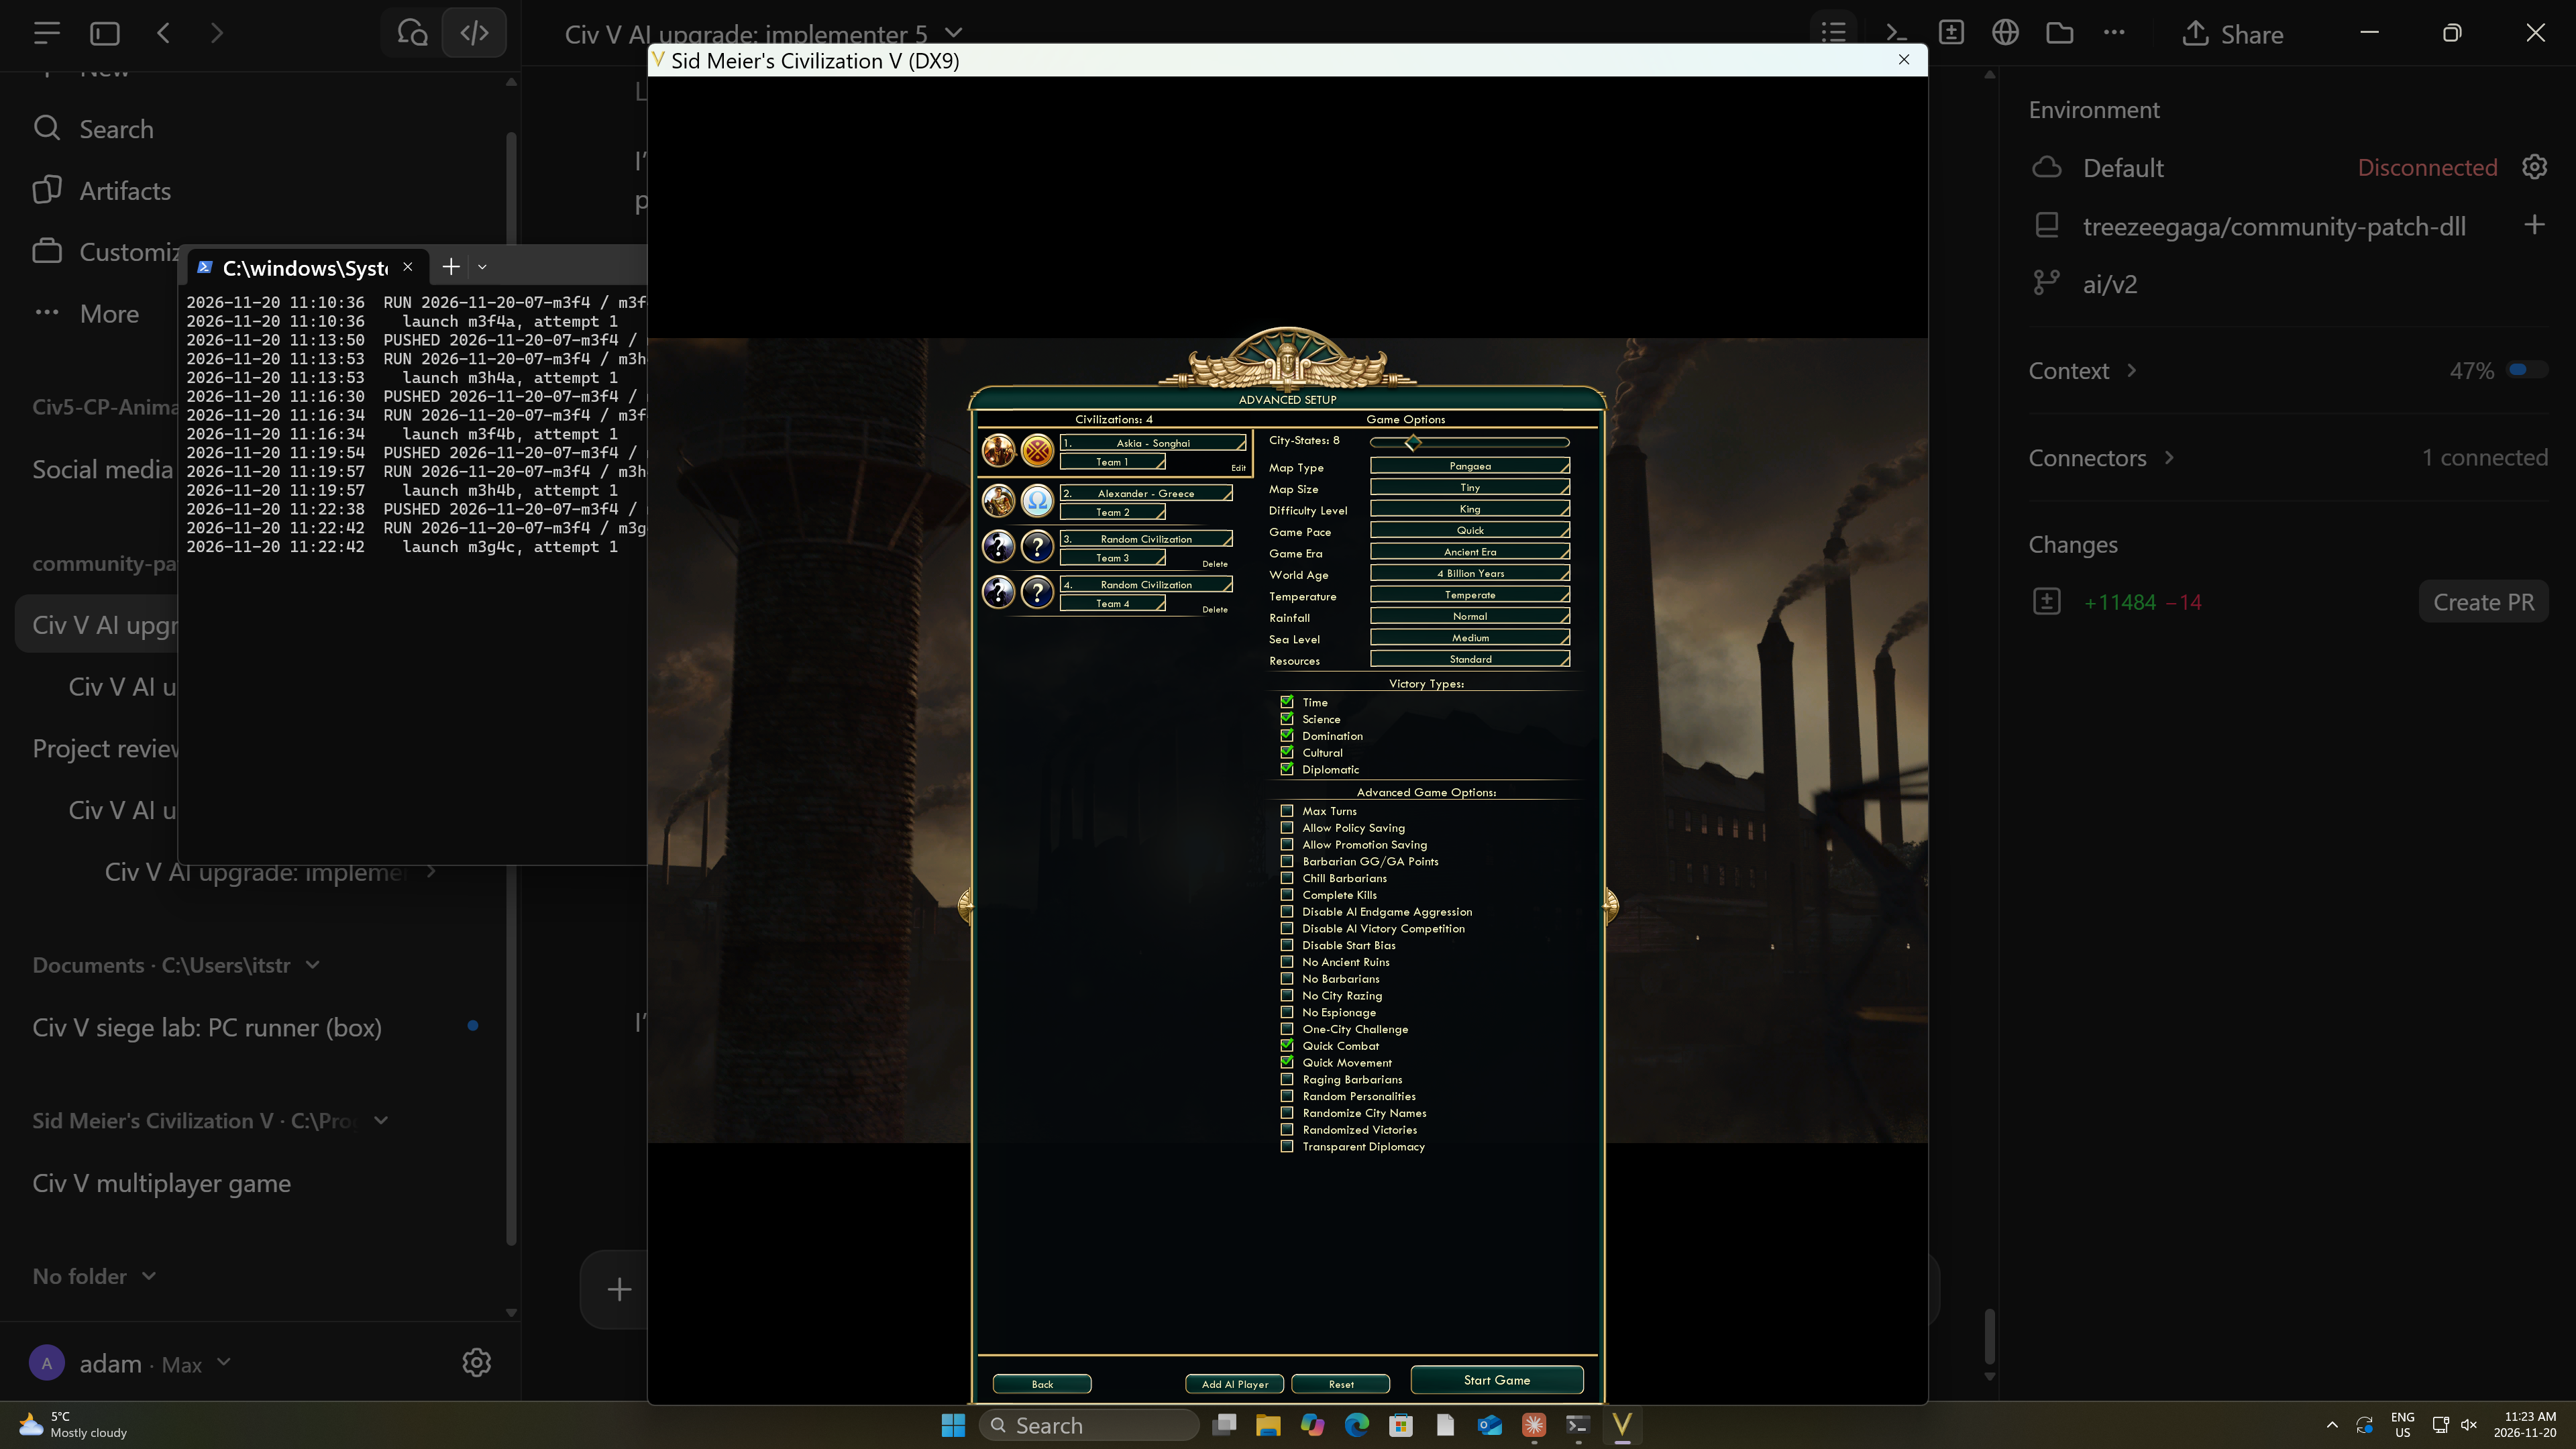 Civ V AI upgrade: implementer 5
Share
New
Search
Artifacts
Customiz
More
Civ5-CP-Anima
Social media
community-pa
Civ V AI upgr
Civ V AI u
Project review
Civ V AI u
Civ V AI upgrade: implemen
Documents · C:\Users\itstr
Civ V siege lab: PC runner (box)
Sid Meier's Civilization V · C:\Prog
Civ V multiplayer game
No folder
A
adam · Max
C:\windows\Syste
2026-11-20 11:10:36 RUN 2026-11-20-07-m3f4 / m3f
2026-11-20 11:10:36 launch m3f4a, attempt 1
2026-11-20 11:13:50 PUSHED 2026-11-20-07-m3f4 /
2026-11-20 11:13:53 RUN 2026-11-20-07-m3f4 / m3h
2026-11-20 11:13:53 launch m3h4a, attempt 1
2026-11-20 11:16:30 PUSHED 2026-11-20-07-m3f4 /
2026-11-20 11:16:34 RUN 2026-11-20-07-m3f4 / m3f
2026-11-20 11:16:34 launch m3f4b, attempt 1
2026-11-20 11:19:54 PUSHED 2026-11-20-07-m3f4 /
2026-11-20 11:19:57 RUN 2026-11-20-07-m3f4 / m3h
2026-11-20 11:19:57 launch m3h4b, attempt 1
2026-11-20 11:22:38 PUSHED 2026-11-20-07-m3f4 /
2026-11-20 11:22:42 RUN 2026-11-20-07-m3f4 / m3g
2026-11-20 11:22:42 launch m3g4c, attempt 1
Sid Meier's Civilization V (DX9)
ADVANCED SETUP
Civilizations: 4
1. Askia - Songhai
Team 1
Edit
2. Alexander - Greece
Team 2
3. Random Civilization
Team 3
Delete
4. Random Civilization
Team 4
Delete
Game Options
City-States: 8
Map Type Pangaea
Map Size Tiny
Difficulty Level King
Game Pace Quick
Game Era Ancient Era
World Age 4 Billion Years
Temperature Temperate
Rainfall Normal
Sea Level Medium
Resources Standard
Victory Types:
Time
Science
Domination
Cultural
Diplomatic
Advanced Game Options:
Max Turns
Allow Policy Saving
Allow Promotion Saving
Barbarian GG/GA Points
Chill Barbarians
Complete Kills
Disable AI Endgame Aggression
Disable AI Victory Competition
Disable Start Bias
No Ancient Ruins
No Barbarians
No City Razing
No Espionage
One-City Challenge
Quick Combat
Quick Movement
Raging Barbarians
Random Personalities
Randomize City Names
Randomized Victories
Transparent Diplomacy
Back
Add AI Player
Reset
Start Game
Environment
Default Disconnected
treezeegaga/community-patch-dll
ai/v2
Context 47%
Connectors 1 connected
Changes
+11484 −14
Create PR
5°C
Mostly cloudy
Search
ENG
US
11:23 AM
2026-11-20